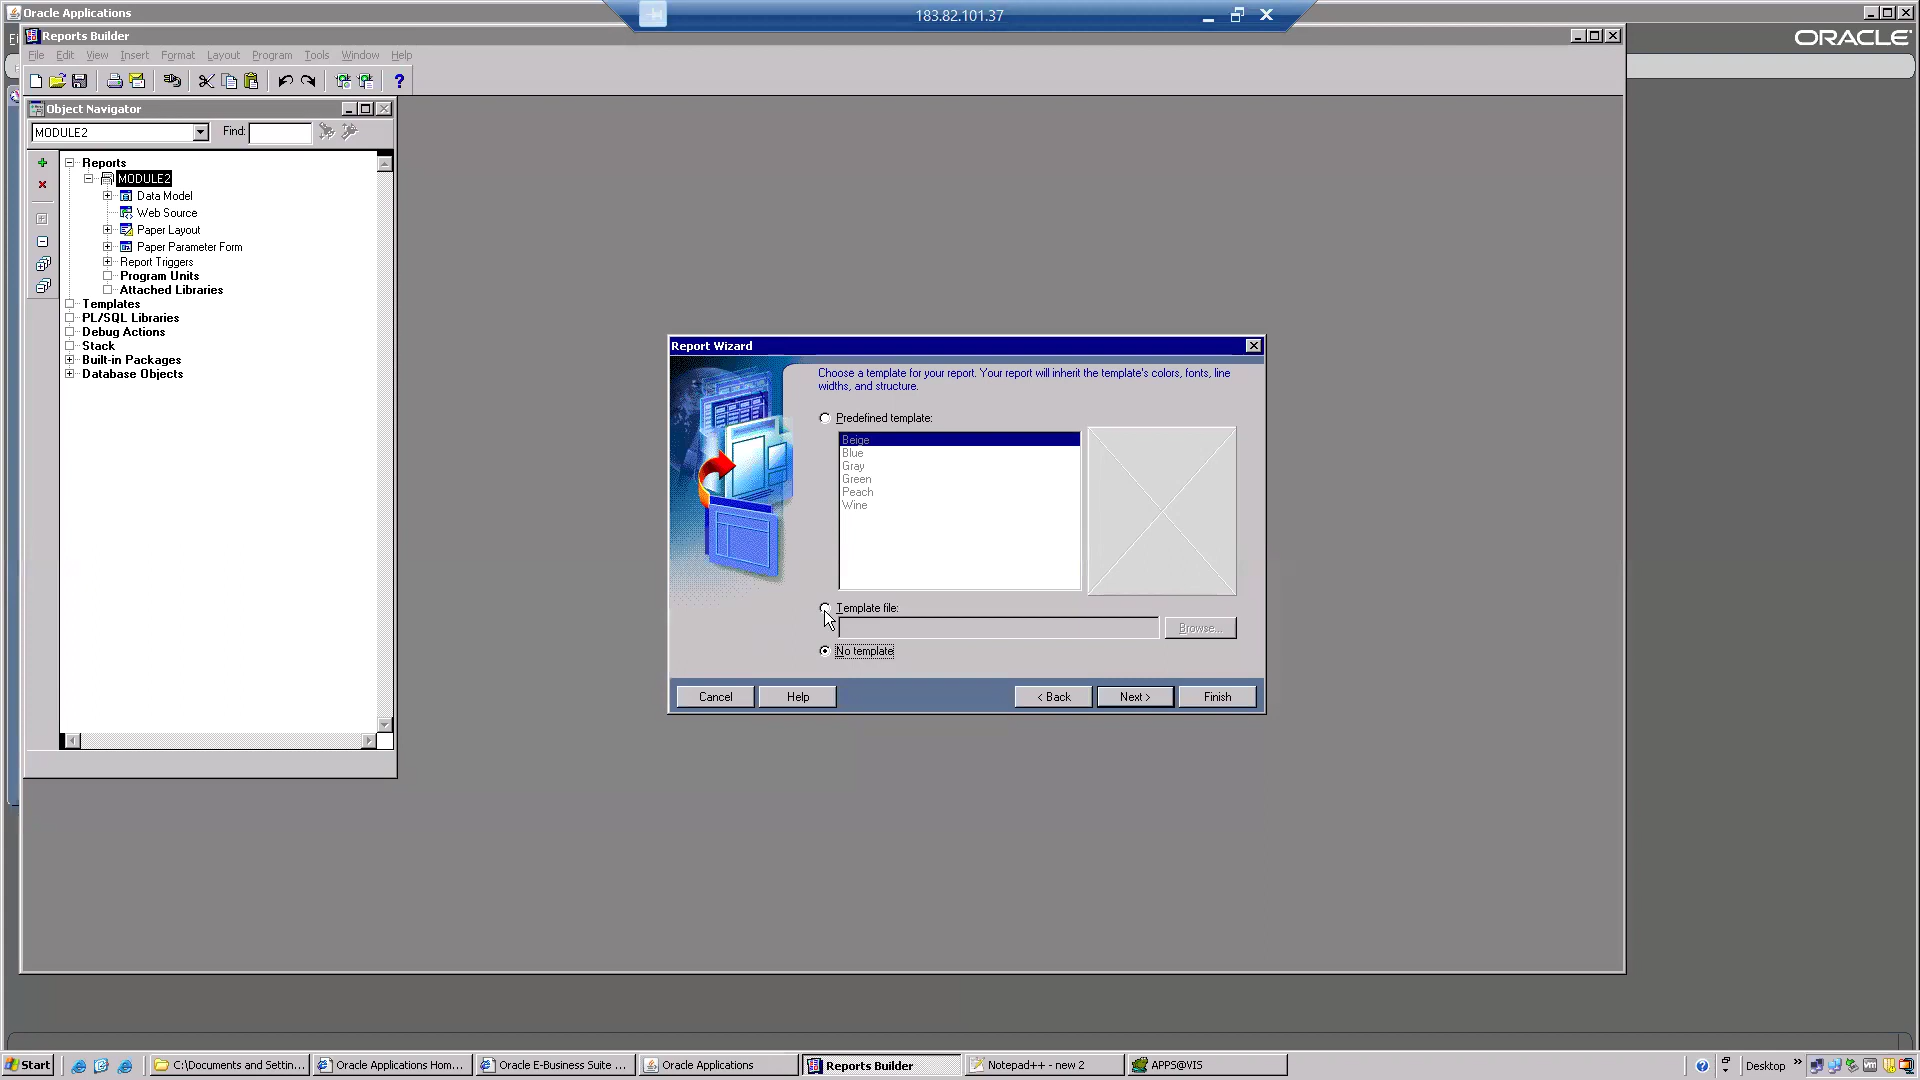 Oracle Applications
183.82.101.37
Reports Builder
ORACLE
File Edit View Insert Format Layout Program Tools Window Help
Object Navigator
MODULE2 Find:
Reports
MODULE2
Data Model
Web Source
Paper Layout
Paper Parameter Form
Report Triggers
Program Units
Attached Libraries
Templates
PL/SQL Libraries
Debug Actions
Stack
Built-in Packages
Database Objects
Report Wizard
Choose a template for your report. Your report will inherit the template's colors, fonts, line
widths, and structure.
Predefined template:
Beige
Blue
Gray
Green
Peach
Wine
Template file:
Browse...
No template
Cancel Help < Back Next > Finish
Start C:\Documents and Settin... Oracle Applications Hom... Oracle E-Business Suite ... Oracle Applications Reports Builder Notepad++ - new 2 APPS@VIS Desktop »